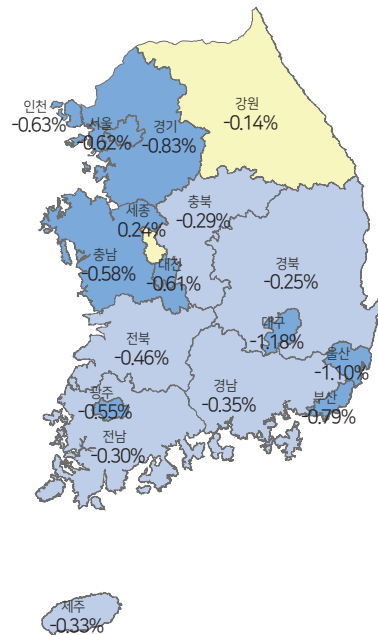 강원
-0.14%
인천
-0.63%
서울
-0.62%
경기
-0.83%
충북
-0.29%
세종
0.24%
충남
-0.58%
대전
-0.61%
경북
-0.25%
대구
-1.18%
전북
-0.46%
울산
-1.10%
경남
-0.35%
부산
-0.79%
광주
-0.55%
전남
-0.30%
제주
-0.33%